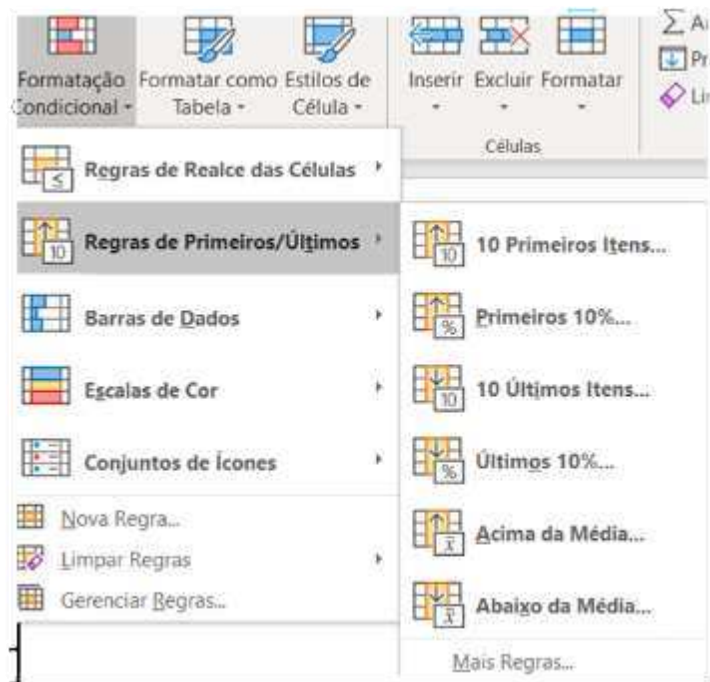 Formatação Condicional
Formatar como Tabela
Estilos de Célula
Inserir
Excluir
Formatar
Células
Regras de Realce das Células
Regras de Primeiros/Últimos
Barras de Dados
Escalas de Cor
Conjuntos de Ícones
Nova Regra...
Limpar Regras
Gerenciar Regras...
10 Primeiros Itens...
Primeiros 10%...
10 Últimos Itens...
Últimos 10%...
Acima da Média...
Abaixo da Média...
Mais Regras...